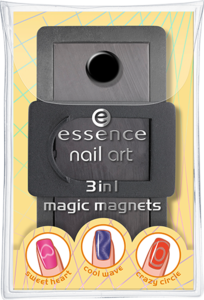 e
essence
nail art
3in1
magic magnets
sweet heart
cool wave
crazy circle